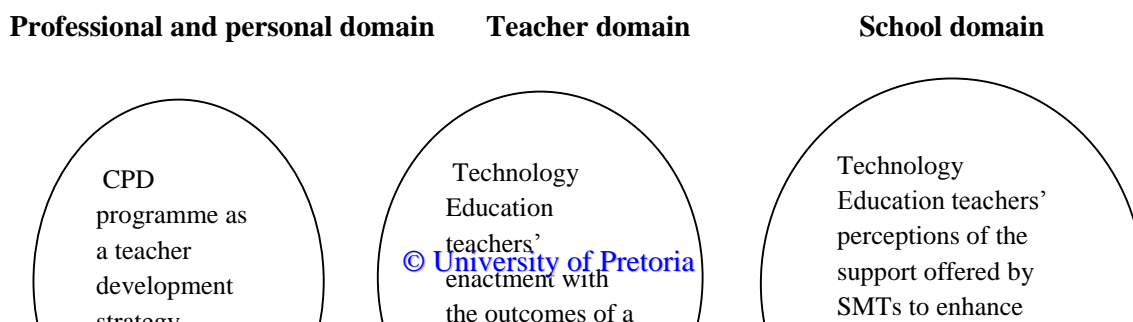 Professional and personal domain Teacher domain School domain
CPD
programme as
a teacher
development
strategy
Technology
Education
teachers’
enactment with
the outcomes of a
Technology
Education teachers’
perceptions of the
support offered by
SMTs to enhance
© University of Pretoria